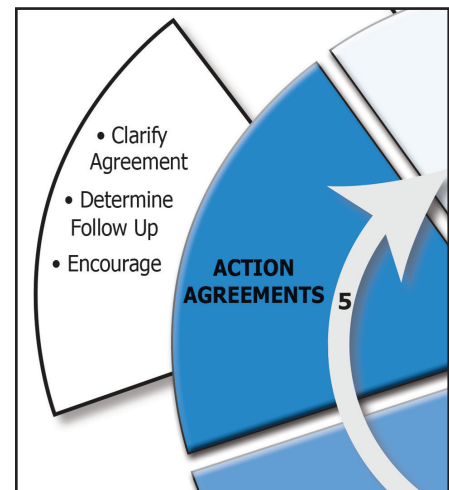 • Clarify
Agreement
• Determine
Follow Up
• Encourage
ACTION
AGREEMENTS 5